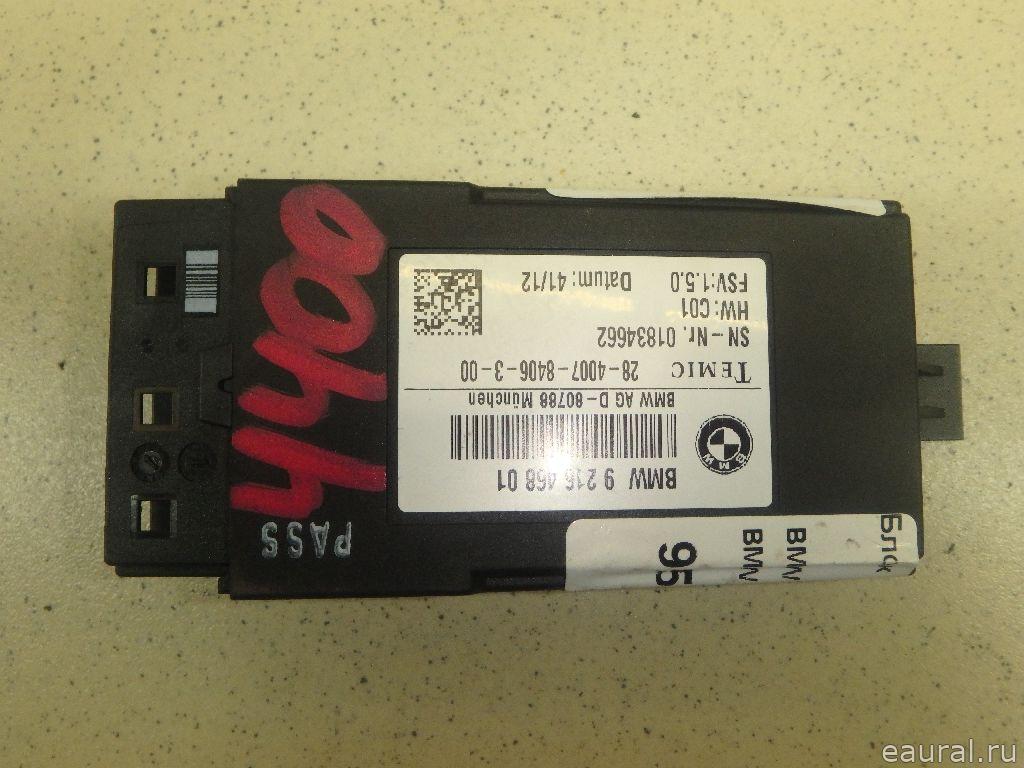 BMW 9 216 468 01
BMW
BMW AG D-80788 München
TEMIC 28-4007-8406-3-00
SN-Nr. 01834662
HW: C01
FSV:1.5.0 Datum: 41/12
4400
PASS
Блок
BMW
BMW
95
eaural.ru